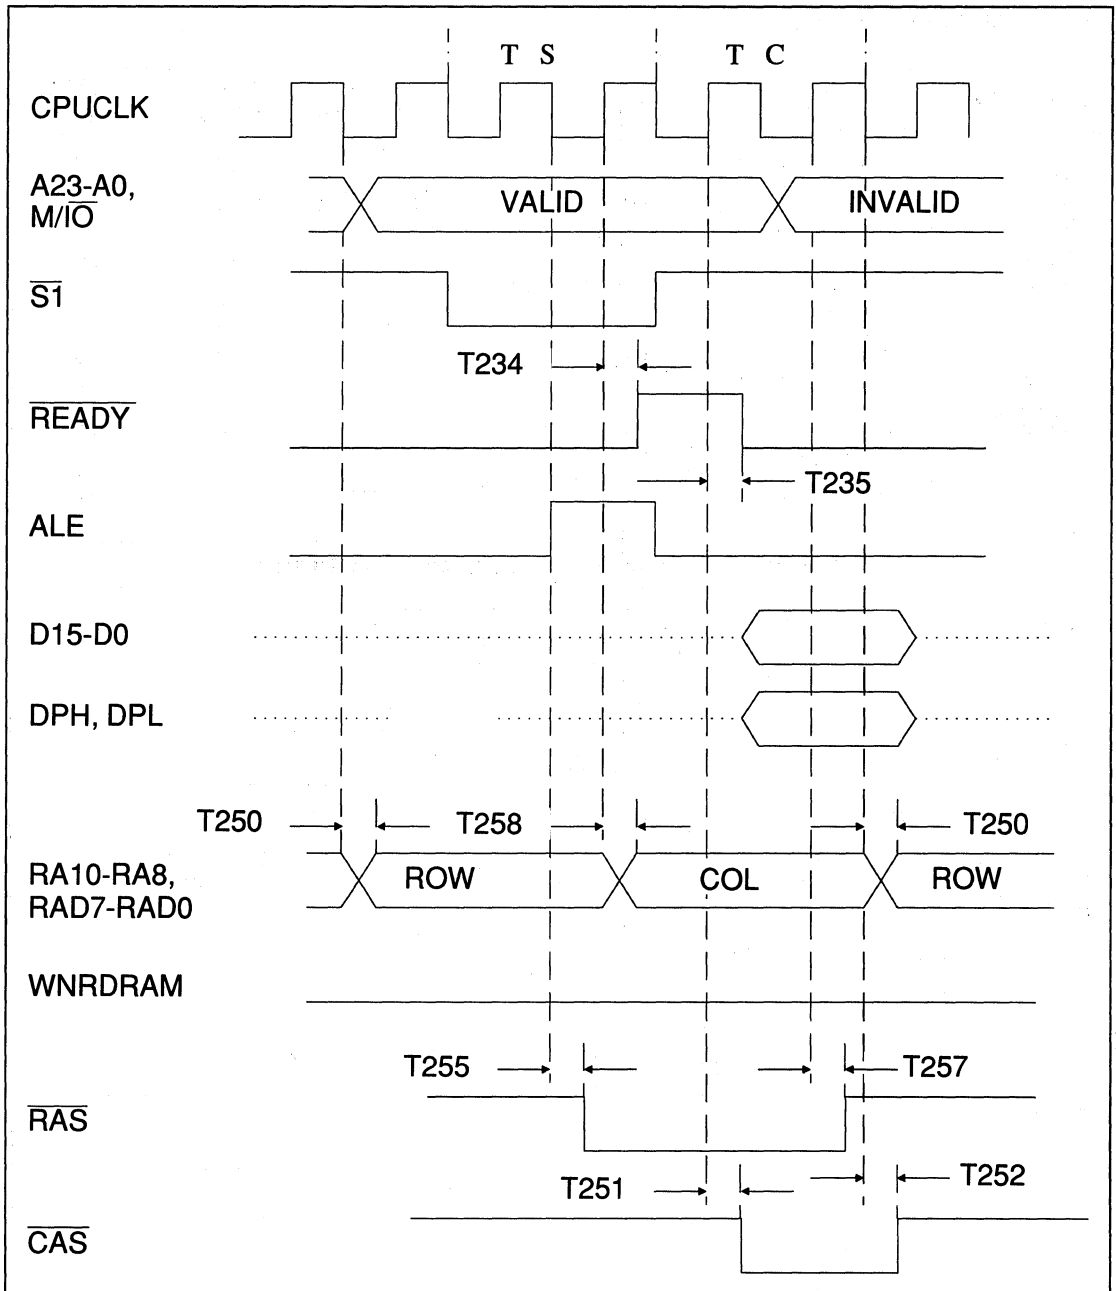 T S T C
CPUCLK
A23-A0,
M/IO VALID INVALID
S1
T234
READY
T235
ALE
D15-D0
DPH, DPL
T250 T258 T250
RA10-RA8,
RAD7-RAD0 ROW COL ROW
WNRDRAM
T255 T257
RAS
T251 T252
CAS